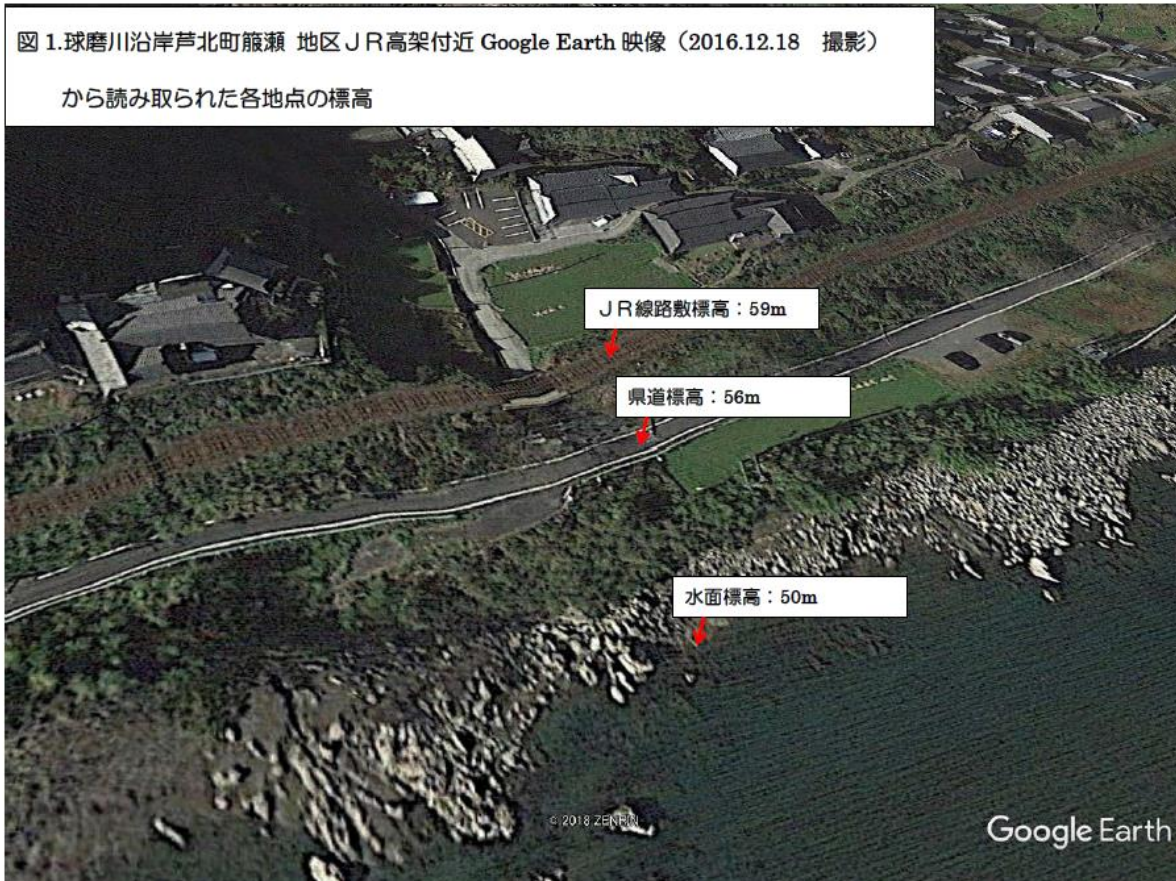 図1.球磨川沿岸芦北町簱瀬 地区JR高架付近 Google Earth 映像(2016.12.18 撮影)
から読み取られた各地点の標高
JR線路敷標高:59m
県道標高:56m
水面標高:50m
© 2018 ZENRIN
Google Earth